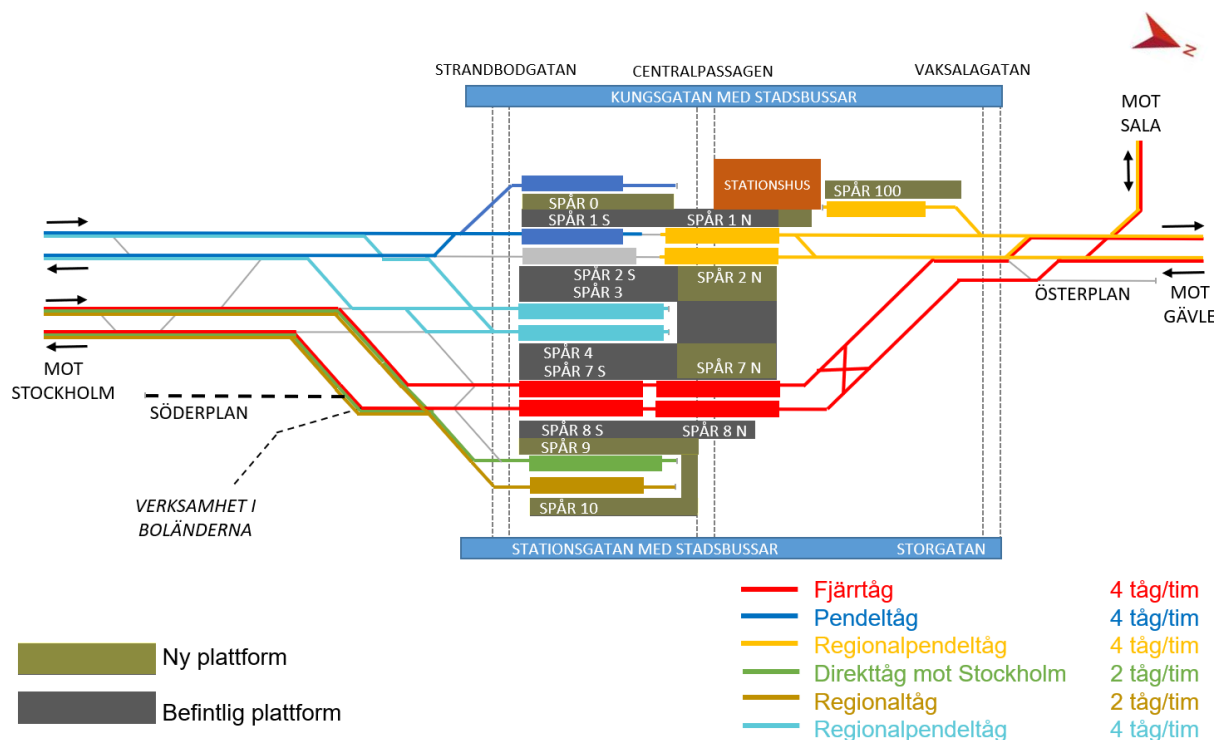 N
STRANDBODGATAN
CENTRALPASSAGEN
VAKSALAGATAN
KUNGSGATAN MED STADSBUSSAR
MOT
SALA
STATIONSHUS
SPÅR 100
SPÅR 0
SPÅR 1 S
SPÅR 1 N
SPÅR 2 S
SPÅR 2 N
SPÅR 3
ÖSTERPLAN
MOT
GÄVLE
SPÅR 4
SPÅR 7 S
SPÅR 7 N
MOT
STOCKHOLM
SÖDERPLAN
SPÅR 8 S
SPÅR 8 N
SPÅR 9
SPÅR 10
VERKSAMHET I
BOLÄNDERNA
STATIONSGATAN MED STADSBUSSAR
STORGATAN
Fjärrtåg 4 tåg/tim
Pendeltåg 4 tåg/tim
Regionalpendeltåg 4 tåg/tim
Direkttåg mot Stockholm 2 tåg/tim
Regionaltåg 2 tåg/tim
Regionalpendeltåg 4 tåg/tim
Ny plattform
Befintlig plattform